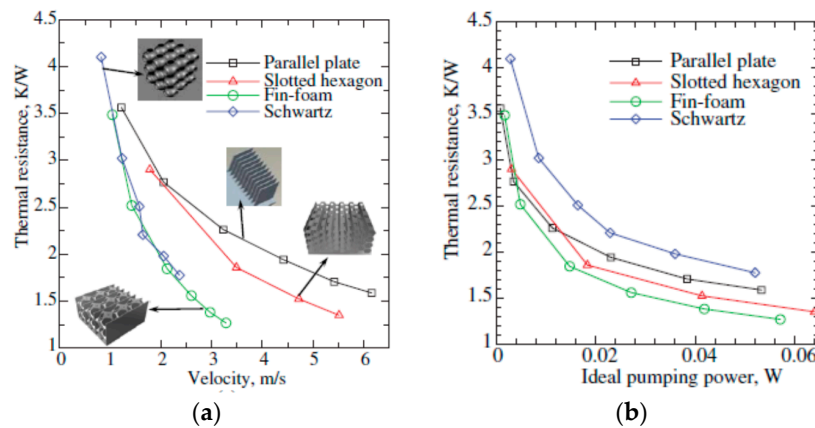 4.5
4
3.5
3
2.5
2
1.5
1
Thermal resistance, K/W
Parallel plate
Slotted hexagon
Fin-foam
Schwartz
0 1 2 3 4 5 6
Velocity, m/s
(a)
4.5
4
3.5
3
2.5
2
1.5
1
Thermal resistance, K/W
Parallel plate
Slotted hexagon
Fin-foam
Schwartz
0 0.02 0.04 0.06
Ideal pumping power, W
(b)